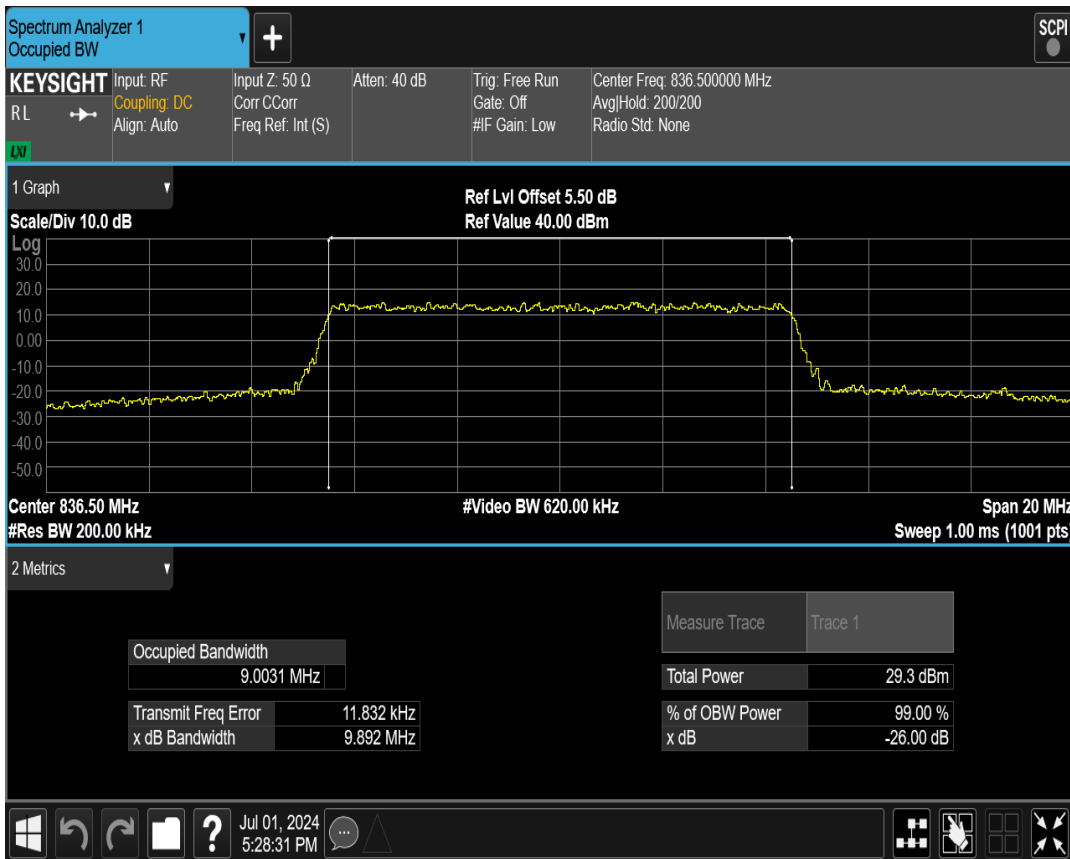 Spectrum Analyzer 1
Occupied BW
SCPI
KEYSIGHT
RL
LXI
Input: RF
Coupling: DC
Align: Auto
Input Z: 50 Ω
Corr CCorr
Freq Ref: Int (S)
Atten: 40 dB
Trig: Free Run
Gate: Off
#IF Gain: Low
Center Freq: 836.500000 MHz
Avg|Hold: 200/200
Radio Std: None
1 Graph
Ref Lvl Offset 5.50 dB
Scale/Div 10.0 dB
Ref Value 40.00 dBm
Log
30.0
20.0
10.0
0.00
-10.0
-20.0
-30.0
-40.0
-50.0
Center 836.50 MHz
#Video BW 620.00 kHz
Span 20 MHz
#Res BW 200.00 kHz
Sweep 1.00 ms (1001 pts)
2 Metrics
Measure Trace
Trace 1
Occupied Bandwidth
9.0031 MHz
Total Power
29.3 dBm
Transmit Freq Error
11.832 kHz
% of OBW Power
99.00 %
x dB Bandwidth
9.892 MHz
x dB
-26.00 dB
?
Jul 01, 2024
5:28:31 PM